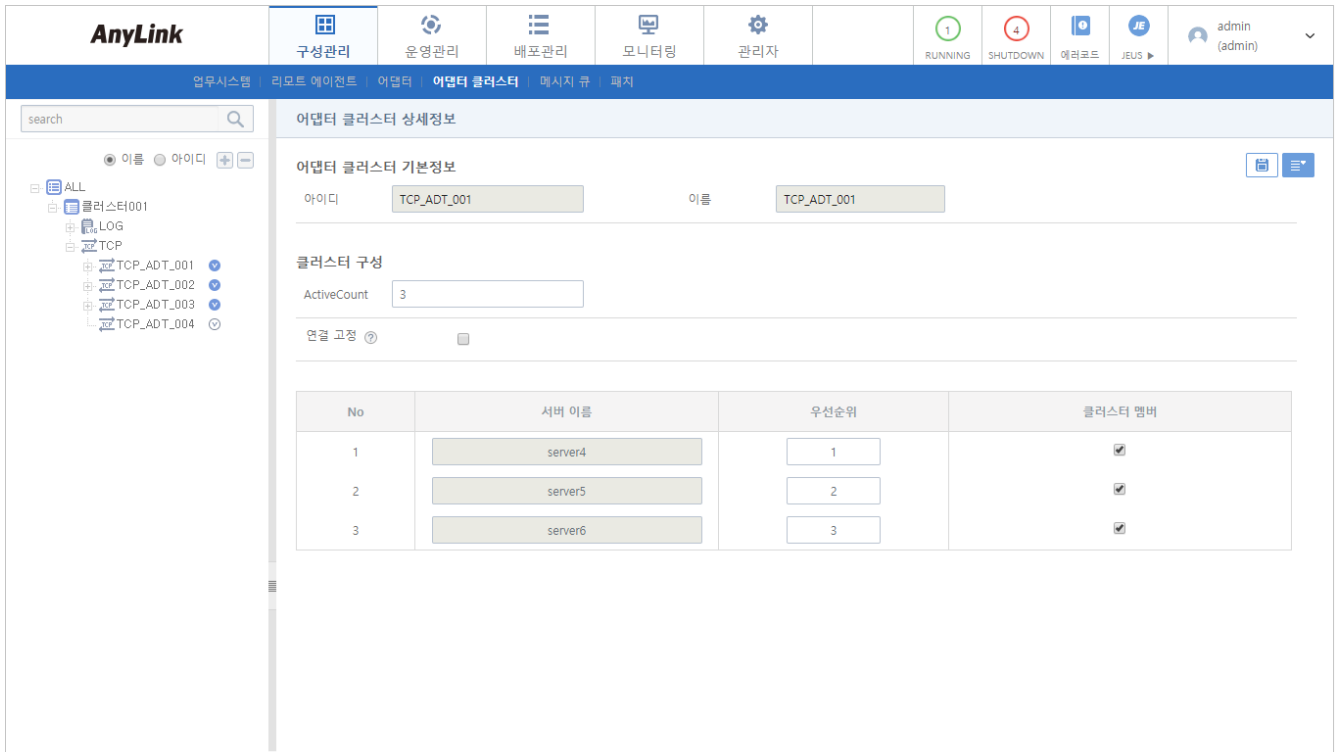 AnyLink
구성관리
운영관리
배포관리
모니터링
관리자
1
RUNNING
4
SHUTDOWN
에러코드
JE
JEUS ▶
admin
(admin)
업무시스템 | 리모트 에이전트 | 어댑터 | 어댑터 클러스터 | 메시지 큐 | 패치
search
이름 아이디
ALL
클러스터001
LOG
TCP
TCP_ADT_001
TCP_ADT_002
TCP_ADT_003
TCP_ADT_004
어댑터 클러스터 상세정보
어댑터 클러스터 기본정보
아이디 TCP_ADT_001 이름 TCP_ADT_001
클러스터 구성
ActiveCount 3
연결 고정 ?
No 서버 이름 우선순위 클러스터 멤버
1 server4 1
2 server5 2
3 server6 3